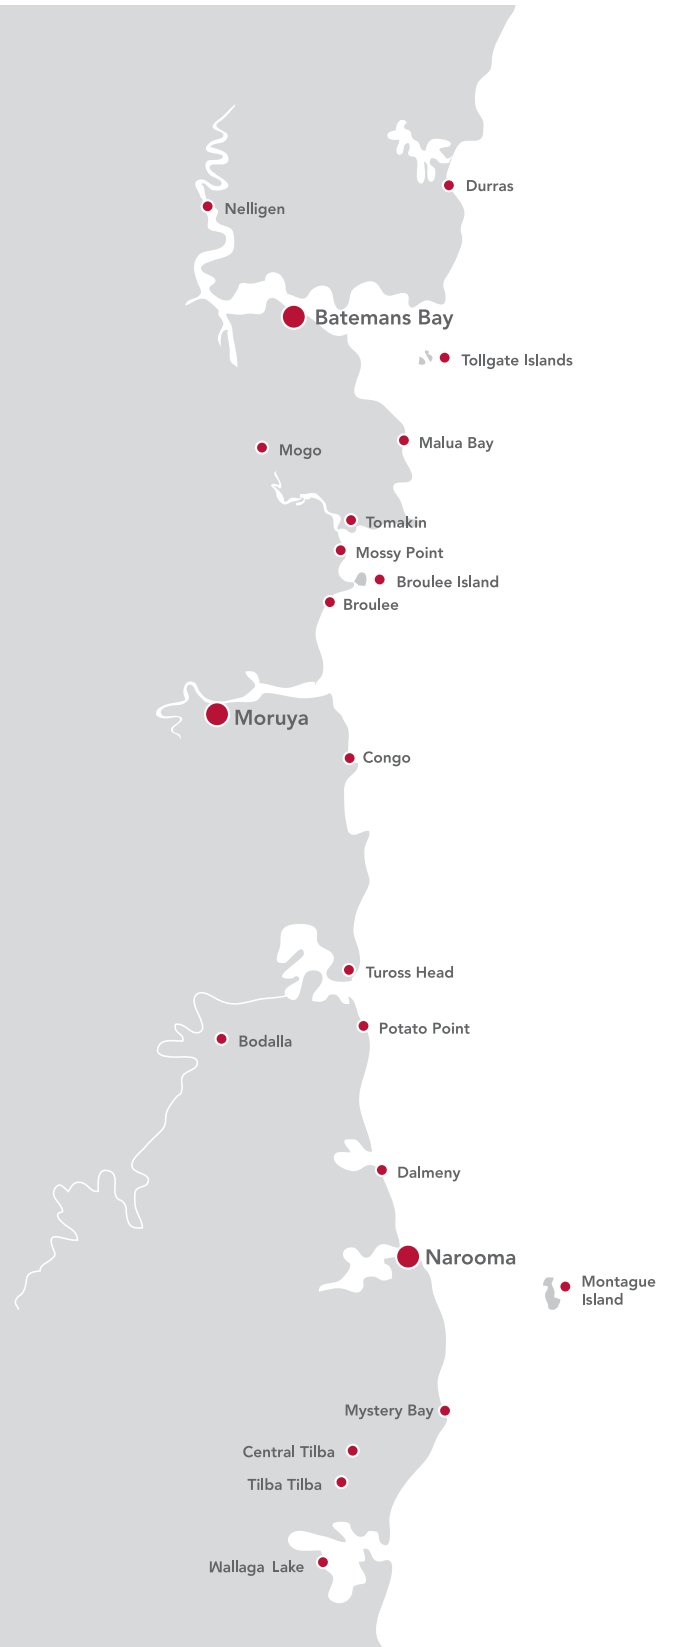 Durras
Nelligen
Batemans Bay
Tollgate Islands
Malua Bay
Mogo
Tomakin
Mossy Point
Broulee Island
Broulee
Moruya
Congo
Tuross Head
Potato Point
Bodalla
Dalmeny
Narooma
Montague
Island
Mystery Bay
Central Tilba
Tilba Tilba
Wallaga Lake